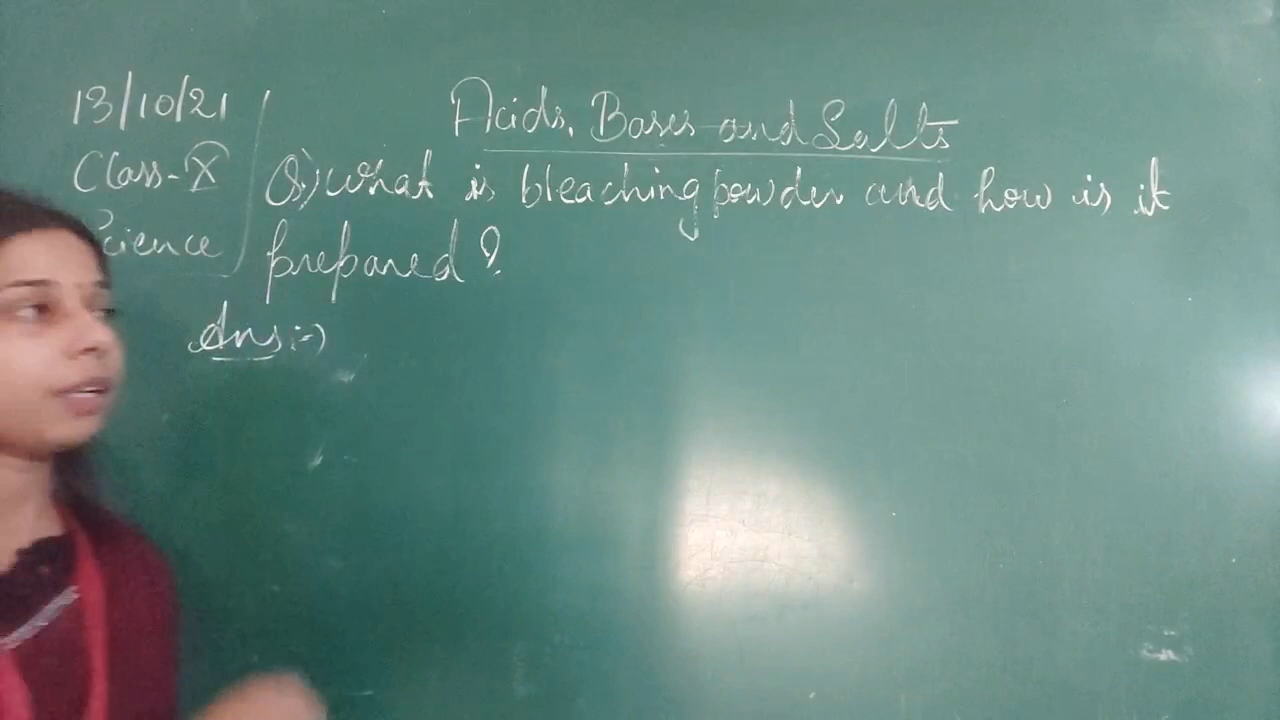 13/10/21
Class-X
Science
Acids, Bases and Salts
Q) what is bleaching powder and how is it
prepared?
Ans:-)